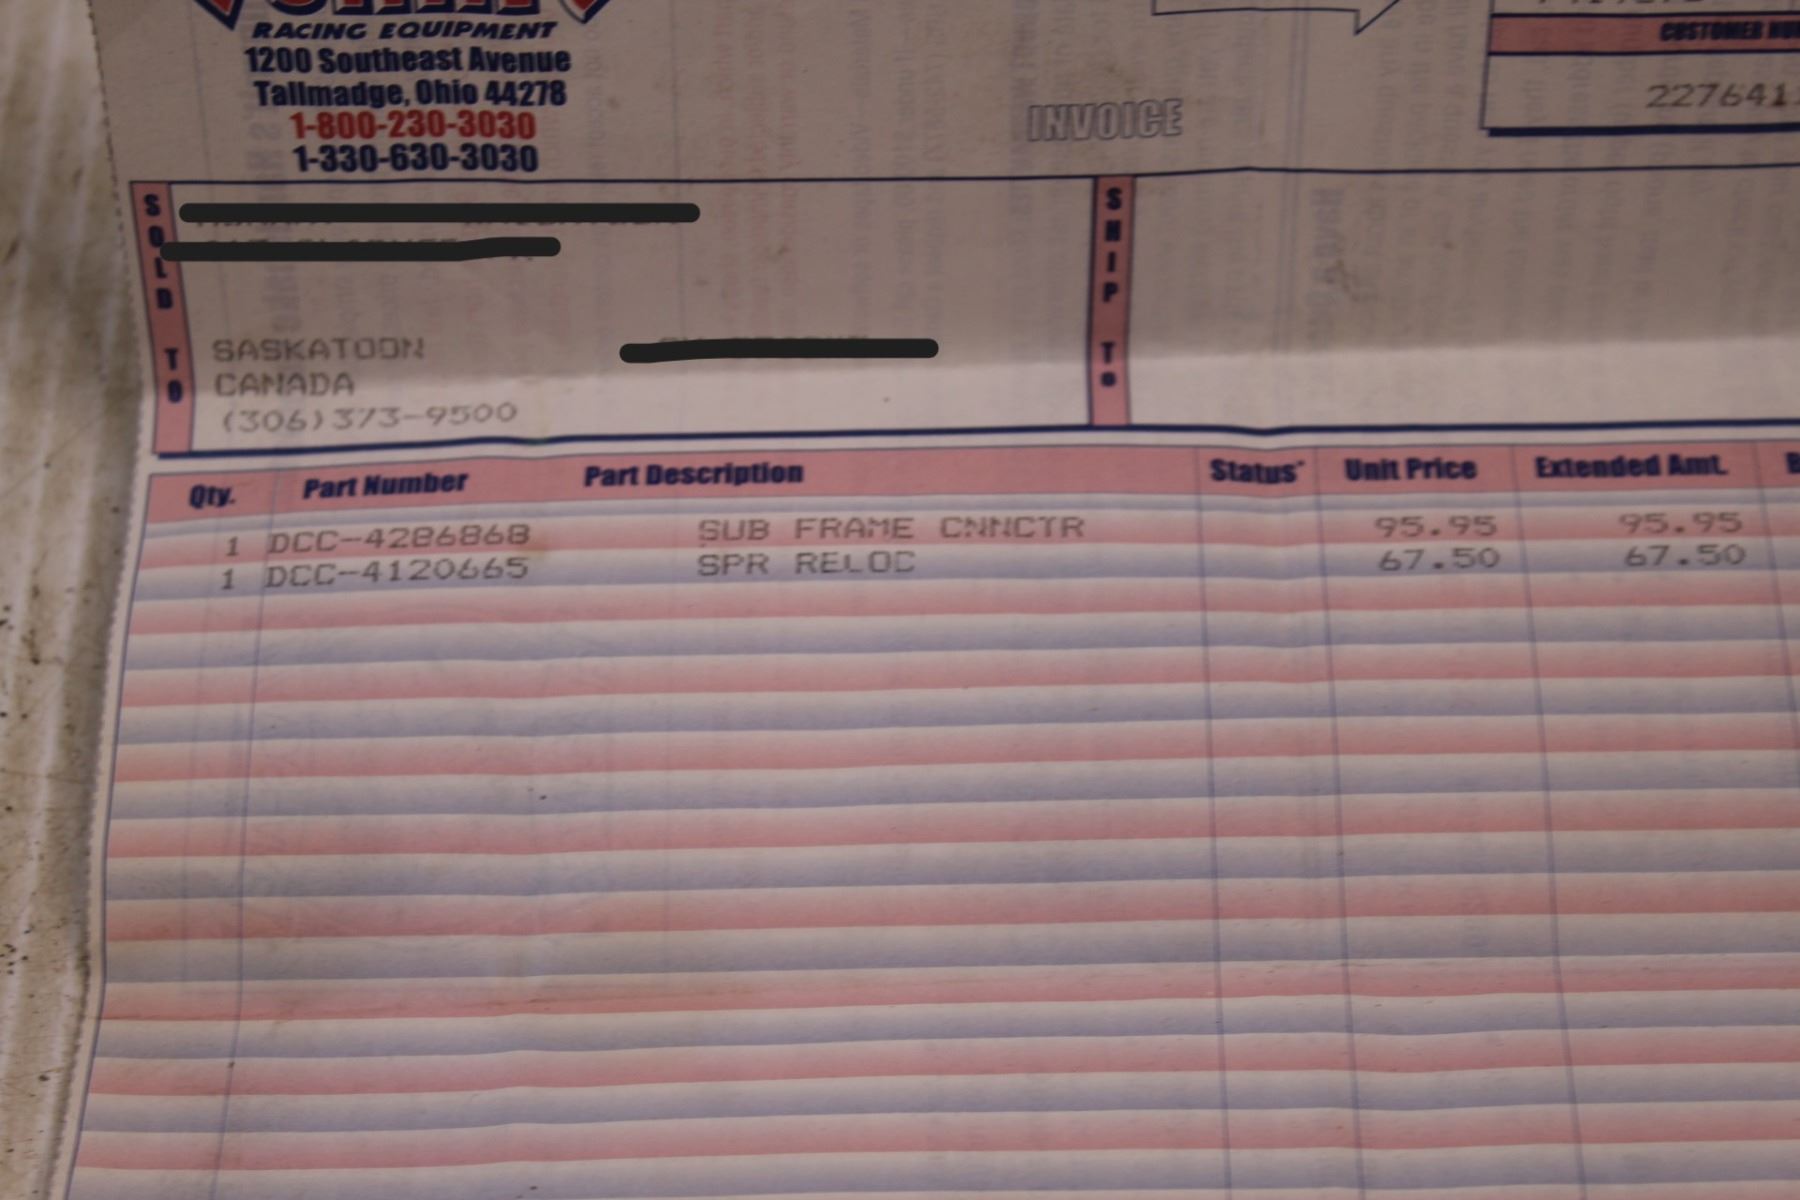 RACING EQUIPMENT
1200 Southeast Avenue
Tallmadge, Ohio 44278
1-800-230-3030
1-330-630-3030
INVOICE
CUSTOMER
2276413
SOLD TO
SASKATOON
CANADA
(306)373-9500
SHIP To
Qty. Part Number Part Description Status* Unit Price Extended Amt.
1 DCC-4286868 SUB FRAME CNNCTR 95.95 95.95
1 DCC-4120665 SPR RELOC 67.50 67.50